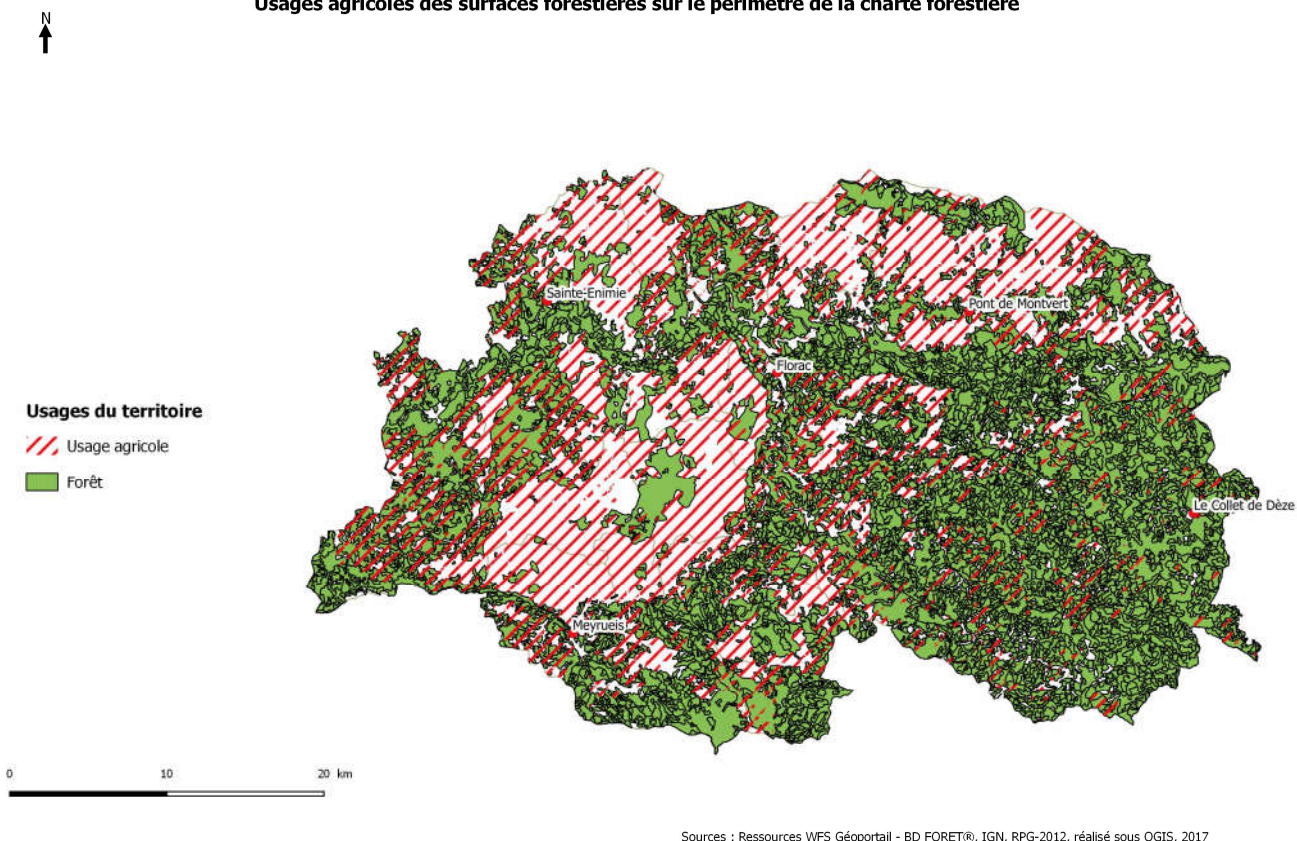 Usages agricoles des surfaces forestières sur le périmètre de la charte forestière
N
Sainte-Enimie
Pont de Montvert
Florac
Usages du territoire
Usage agricole
Forêt
Le Collet de Dèze
Meyrueis
0 10 20 km
Sources : Ressources WFS Géoportail - BD FORET®, IGN, RPG-2012, réalisé sous QGIS, 2017